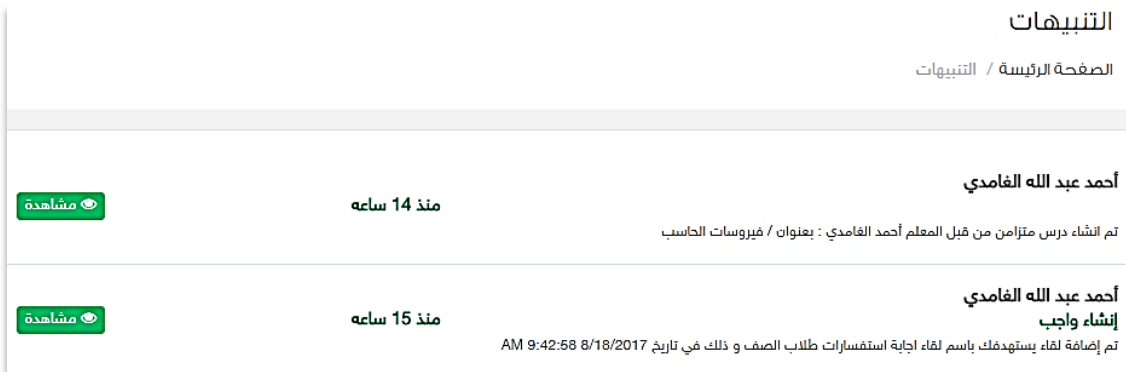 التنبيهات
الصفحة الرئيسة / التنبيهات
أحمد عبد الله الغامدي
منذ 14 ساعه
مشاهدة
تم انشاء درس متزامن من قبل المعلم أحمد الغامدي : بعنوان / فيروسات الحاسب
أحمد عبد الله الغامدي
إنشاء واجب
منذ 15 ساعه
مشاهدة
تم إضافة لقاء يستهدفك باسم لقاء اجابة استفسارات طلاب الصف و ذلك في تاريخ 8/18/2017 9:42:58 AM